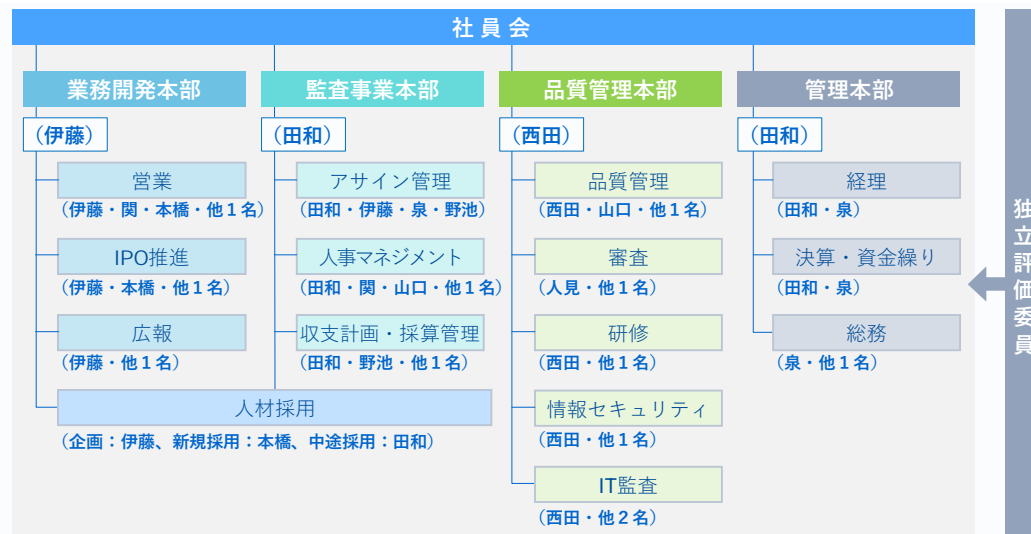 社員会
業務開発本部
監査事業本部
品質管理本部
管理本部
（伊藤）
（田和）
（西田）
（田和）
営業
アサイン管理
品質管理
経理
（伊藤・関・本橋・他１名）
（田和・伊藤・泉・野池）
（西田・山口・他１名）
（田和・泉）
IPO推進
人事マネジメント
審査
決算・資金繰り
（伊藤・本橋・他１名）
（田和・関・山口・他１名）
（人見・他１名）
（田和・泉）
広報
収支計画・採算管理
研修
総務
（伊藤・他１名）
（田和・野池・他１名）
（西田・他１名）
（泉・他１名）
人材採用
情報セキュリティ
（企画：伊藤、新規採用：本橋、中途採用：田和）
（西田・他１名）
IT監査
（西田・他２名）
独立評価委員